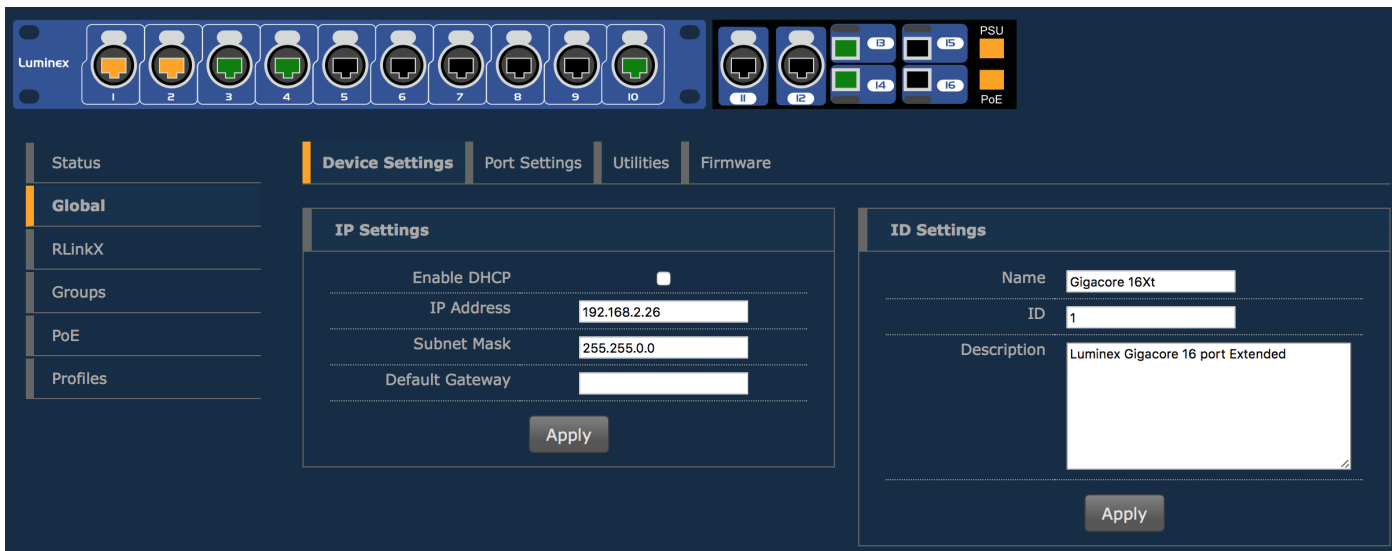 PSU
13 15
Luminex
14 16
1 2 3 4 5 6 7 8 9 10 11 12
PoE
Status
Global
RLinkX
Groups
PoE
Profiles
Device Settings Port Settings Utilities Firmware
IP Settings
Enable DHCP
IP Address 192.168.2.26
Subnet Mask 255.255.0.0
Default Gateway
Apply
ID Settings
Name Gigacore 16Xt
ID 1
Description Luminex Gigacore 16 port Extended
Apply